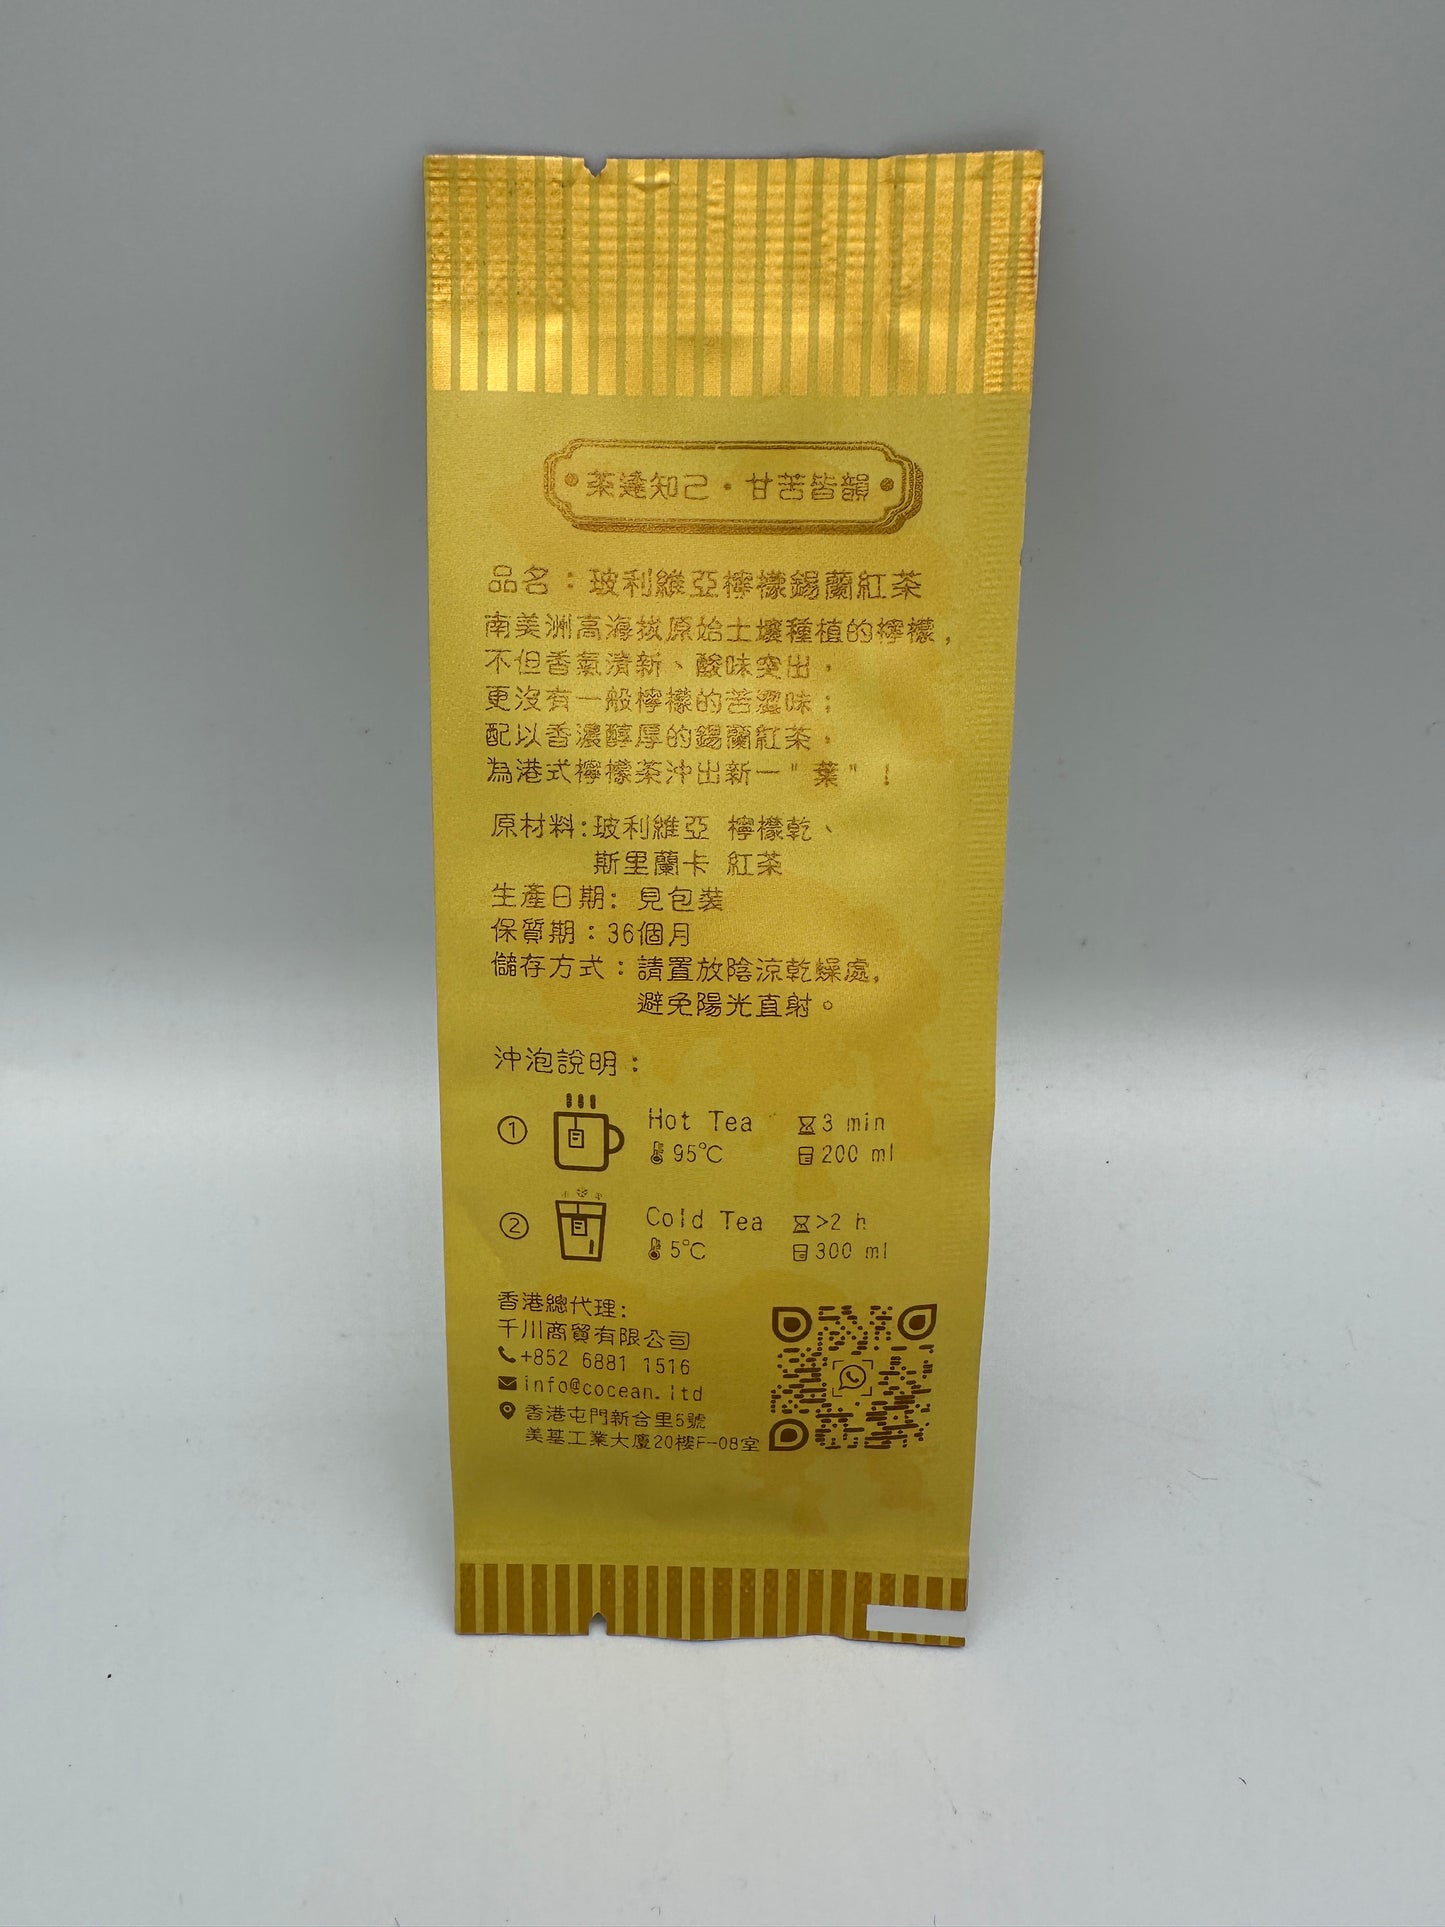 茶逢知己·甘苦皆韻
品名：玻利維亞檸檬錫蘭紅茶
南美洲高海拔原始土壤種植的檸檬，
不但香氣清新、酸味突出，
更沒有一般檸檬的苦澀味；
配以香濃醇厚的錫蘭紅茶，
為港式檸檬茶沖出新一"葉"！
原材料:玻利維亞 檸檬乾、
斯里蘭卡 紅茶
生產日期: 見包裝
保質期：36個月
儲存方式：請置放陰涼乾燥處,
避免陽光直射。
沖泡說明：
① Hot Tea 3 min
95℃ 200 ml
② Cold Tea >2 h
5℃ 300 ml
香港總代理:
千川商貿有限公司
+852 6881 1516
info@cocean.ltd
香港屯門新合里5號
美基工業大廈20樓F-08室